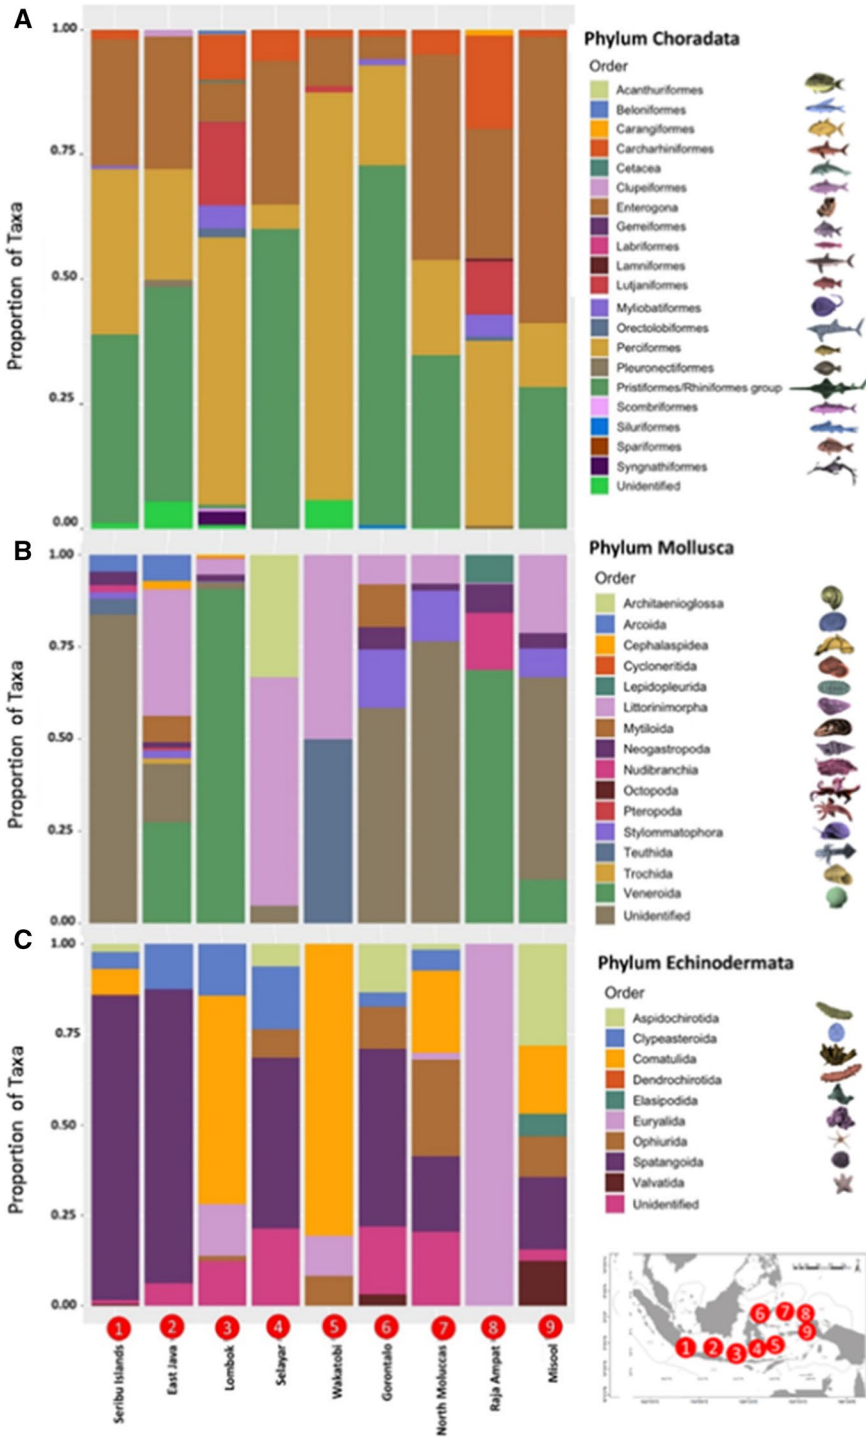 A
1.00
0.75
0.50
0.25
0.00
Proportion of Taxa
Phylum Choradata
Order
Acanthuriformes
Beloniformes
Carangiformes
Carcharhiniformes
Cetacea
Clupeiformes
Enterogona
Gerreiformes
Labriformes
Lamniformes
Lutjaniformes
Myliobatiformes
Orectolobiformes
Perciformes
Pleuronectiformes
Pristiformes/Rhiniformes group
Scombriformes
Siluriformes
Spariformes
Syngnathiformes
Unidentified
B
1.00
0.75
0.50
0.25
0.00
Proportion of Taxa
Phylum Mollusca
Order
Architaenioglossa
Arcoida
Cephalaspidea
Cycloneritida
Lepidopleurida
Littorinimorpha
Mytiloida
Neogastropoda
Nudibranchia
Octopoda
Pteropoda
Stylommatophora
Teuthida
Trochida
Veneroida
Unidentified
C
1.00
0.75
0.50
0.25
0.00
Proportion of Taxa
Phylum Echinodermata
Order
Aspidochirotida
Clypeasteroida
Comatulida
Dendrochirotida
Elasipodida
Euryalida
Ophiurida
Spatangoida
Valvatida
Unidentified
1 2 3 4 5 6 7 8 9
Seribu Islands
East Java
Lombok
Selayar
Wakatobi
Gorontalo
North Moluccas
Raja Ampat
Misool
6 7 8
9
1 2 3 4 5